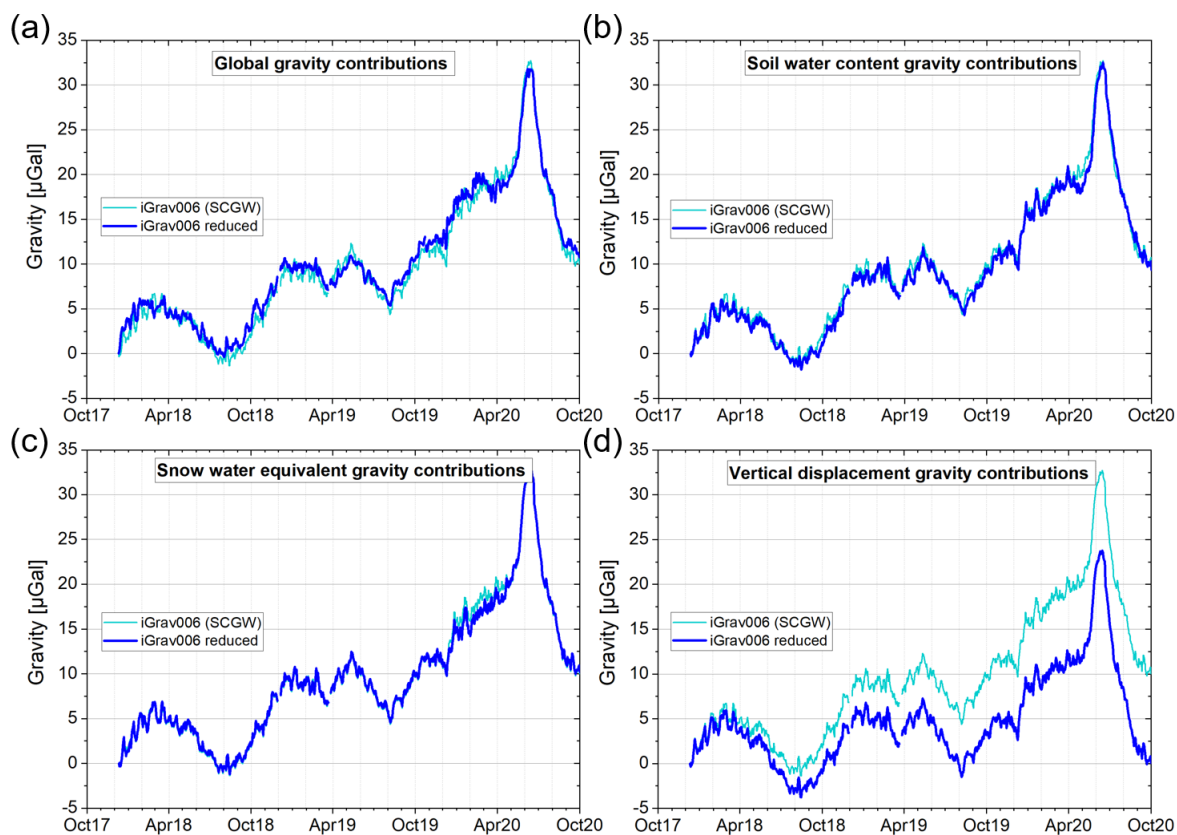 (a)
Global gravity contributions
Gravity [µGal]
35
30
25
20
15
10
5
0
-5
iGrav006 (SCGW)
iGrav006 reduced
Oct17 Apr18 Oct18 Apr19 Oct19 Apr20 Oct20
(b)
Soil water content gravity contributions
Gravity [µGal]
35
30
25
20
15
10
5
0
-5
iGrav006 (SCGW)
iGrav006 reduced
Oct17 Apr18 Oct18 Apr19 Oct19 Apr20 Oct20
(c)
Snow water equivalent gravity contributions
Gravity [µGal]
35
30
25
20
15
10
5
0
-5
iGrav006 (SCGW)
iGrav006 reduced
Oct17 Apr18 Oct18 Apr19 Oct19 Apr20 Oct20
(d)
Vertical displacement gravity contributions
Gravity [µGal]
35
30
25
20
15
10
5
0
-5
iGrav006 (SCGW)
iGrav006 reduced
Oct17 Apr18 Oct18 Apr19 Oct19 Apr20 Oct20